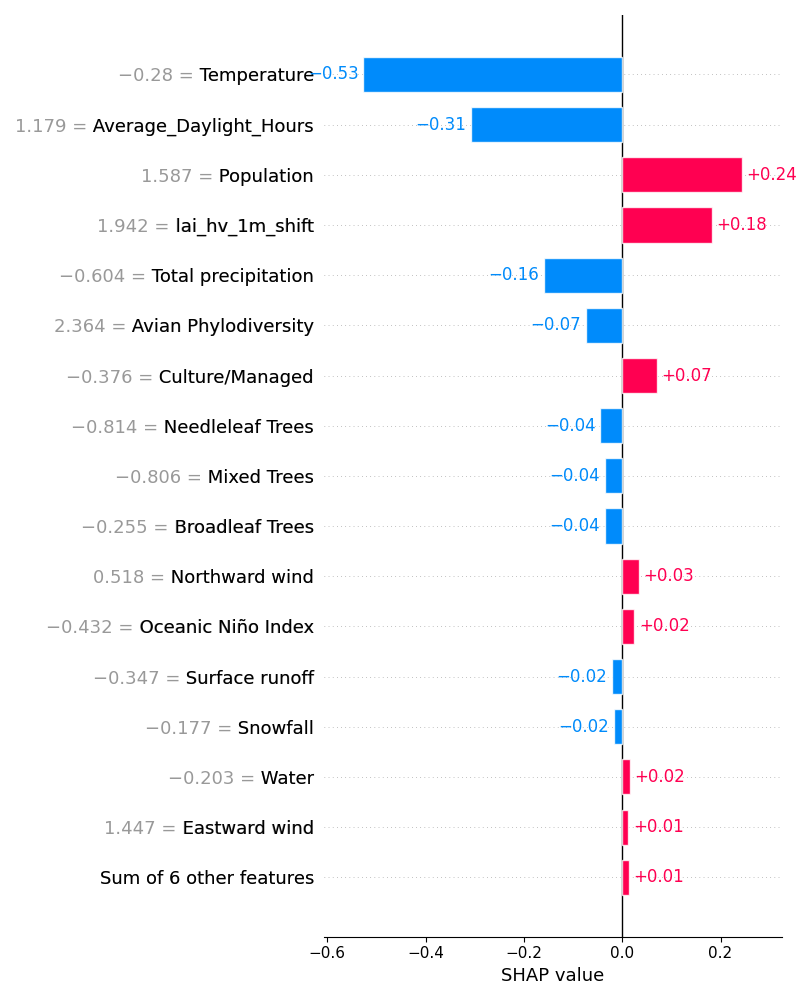 −0.28 = Temperature −0.53
1.179 = Average_Daylight_Hours −0.31
1.587 = Population +0.24
1.942 = lai_hv_1m_shift +0.18
−0.604 = Total precipitation −0.16
2.364 = Avian Phylodiversity −0.07
−0.376 = Culture/Managed +0.07
−0.814 = Needleleaf Trees −0.04
−0.806 = Mixed Trees −0.04
−0.255 = Broadleaf Trees −0.04
0.518 = Northward wind +0.03
−0.432 = Oceanic Niño Index +0.02
−0.347 = Surface runoff −0.02
−0.177 = Snowfall −0.02
−0.203 = Water +0.02
1.447 = Eastward wind +0.01
Sum of 6 other features +0.01
−0.6 −0.4 −0.2 0.0 0.2
SHAP value